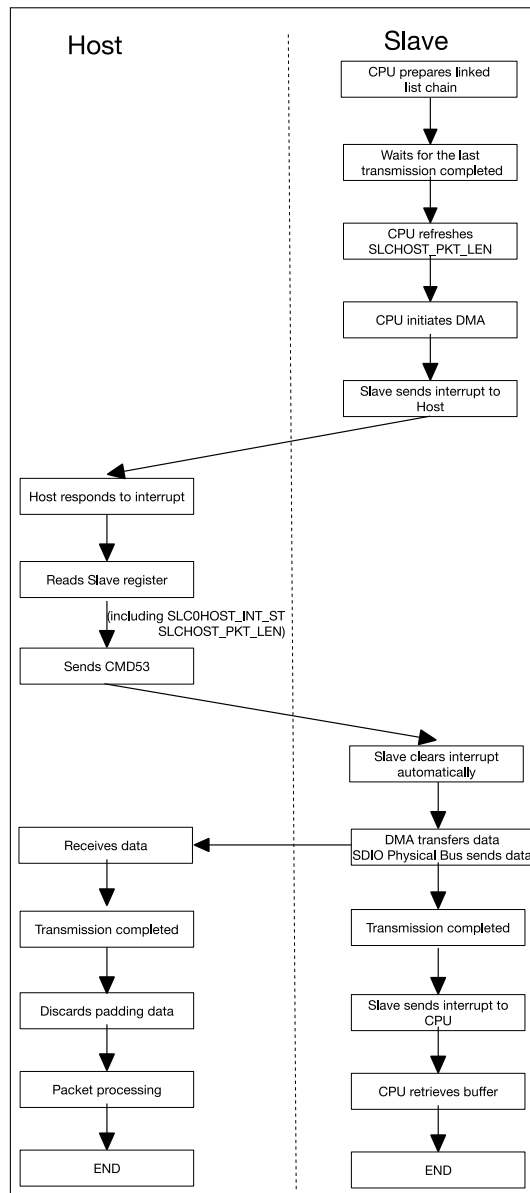 Host
Slave
CPU prepares linked
list chain
Waits for the last
transmission completed
CPU refreshes
SLCHOST_PKT_LEN
CPU initiates DMA
Slave sends interrupt to
Host
Host responds to interrupt
Reads Slave register
(including SLC0HOST_INT_ST
SLCHOST_PKT_LEN)
Sends CMD53
Slave clears interrupt
automatically
Receives data
DMA transfers data
SDIO Physical Bus sends data
Transmission completed
Transmission completed
Discards padding data
Slave sends interrupt to
CPU
Packet processing
CPU retrieves buffer
END
END